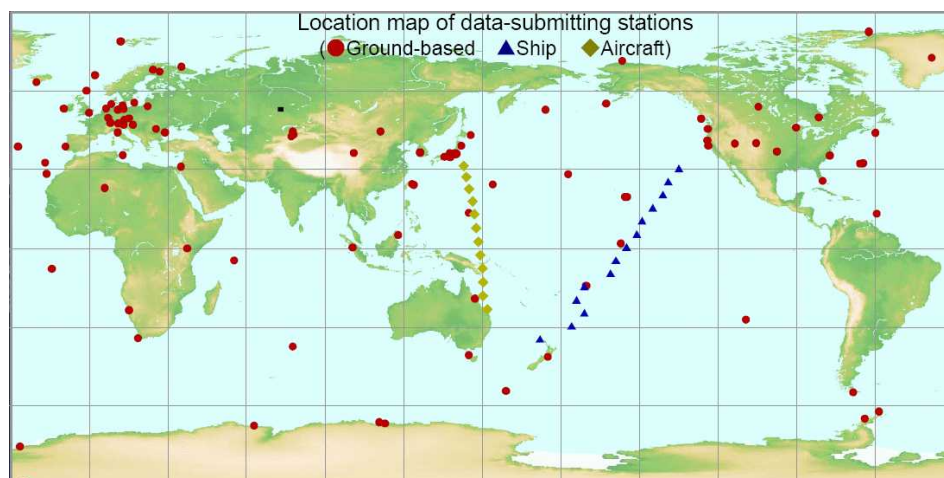 Location map of data-submitting stations
(Ground-based Ship Aircraft)